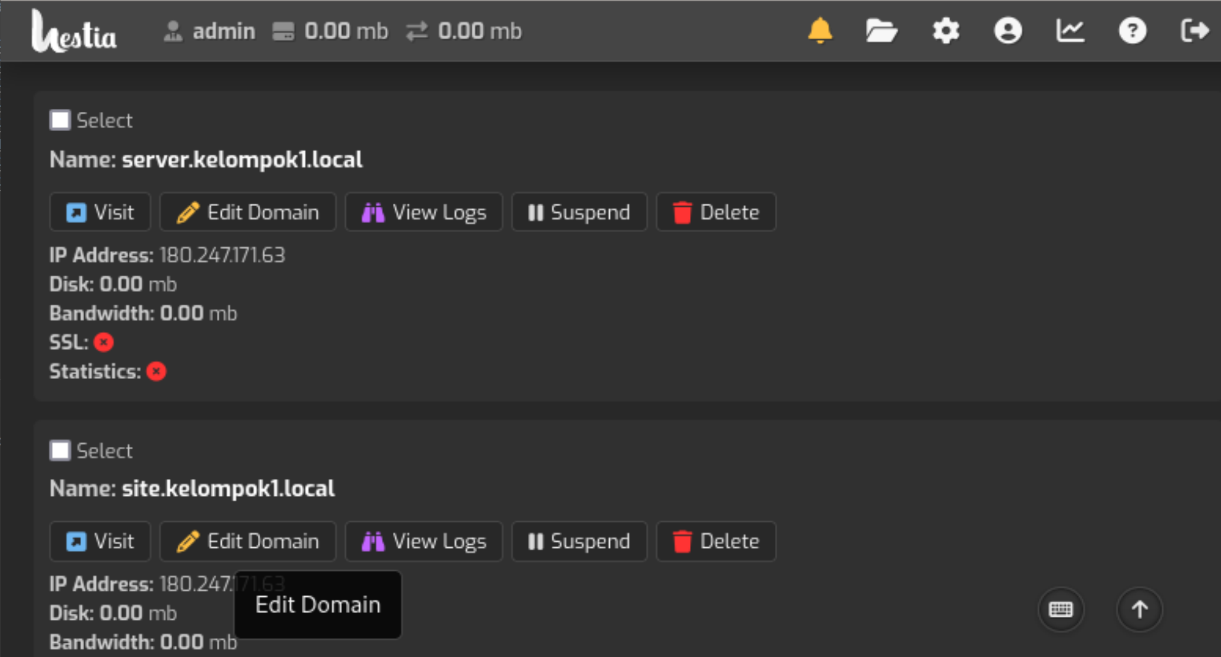 hestia admin 0.00 mb 0.00 mb
Select
Name: server.kelompok1.local
Visit Edit Domain View Logs Suspend Delete
IP Address: 180.247.171.63
Disk: 0.00 mb
Bandwidth: 0.00 mb
SSL:
Statistics:
Select
Name: site.kelompok1.local
Visit Edit Domain View Logs Suspend Delete
IP Address: 180.247.171.63
Edit Domain
Disk: 0.00 mb
Bandwidth: 0.00 mb